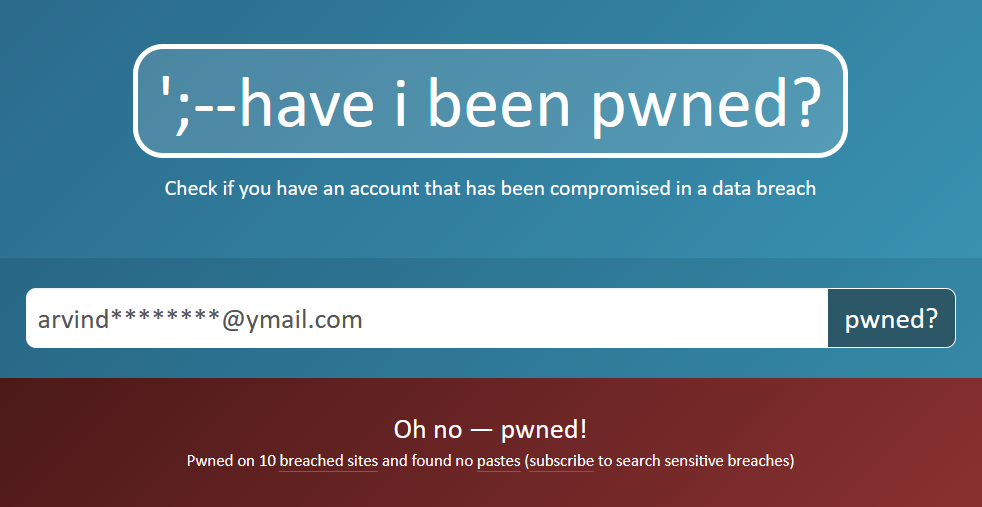 ';--have i been pwned?
Check if you have an account that has been compromised in a data breach
arvind********@ymail.com
pwned?
Oh no — pwned!
Pwned on 10 breached sites and found no pastes (subscribe to search sensitive breaches)